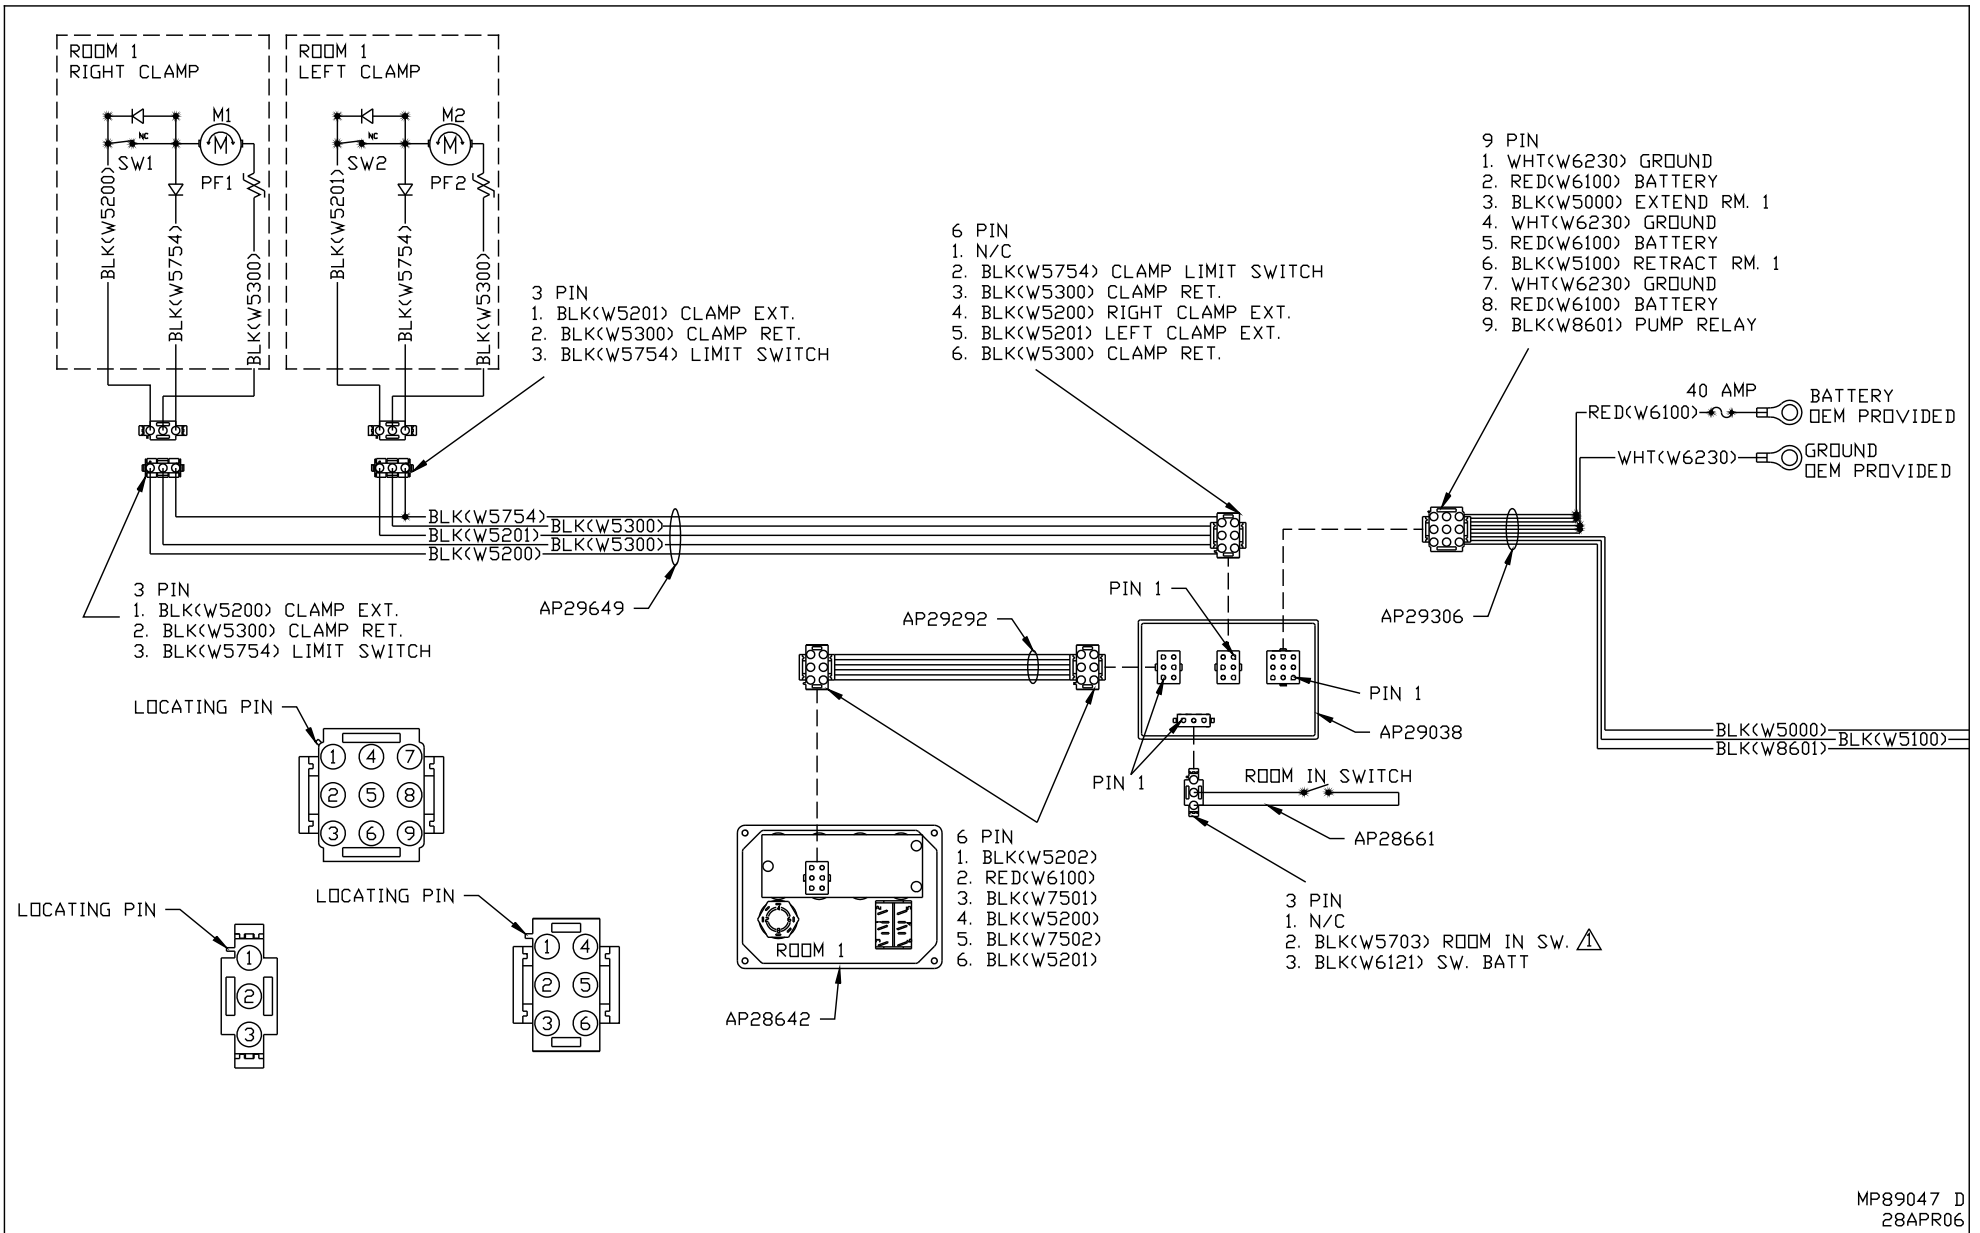 ROOM 1
RIGHT CLAMP
M1
NC
SW1
PF1
M
BLK(W5200)
BLK(W5754)
BLK(W5300)
ROOM 1
LEFT CLAMP
M2
NC
SW2
PF2
M
BLK(W5201)
BLK(W5754)
BLK(W5300)
3 PIN
1. BLK(W5201) CLAMP EXT.
2. BLK(W5300) CLAMP RET.
3. BLK(W5754) LIMIT SWITCH
6 PIN
1. N/C
2. BLK(W5754) CLAMP LIMIT SWITCH
3. BLK(W5300) CLAMP RET.
4. BLK(W5200) RIGHT CLAMP EXT.
5. BLK(W5201) LEFT CLAMP EXT.
6. BLK(W5300) CLAMP RET.
9 PIN
1. WHT(W6230) GROUND
2. RED(W6100) BATTERY
3. BLK(W5000) EXTEND RM. 1
4. WHT(W6230) GROUND
5. RED(W6100) BATTERY
6. BLK(W5100) RETRACT RM. 1
7. WHT(W6230) GROUND
8. RED(W6100) BATTERY
9. BLK(W8601) PUMP RELAY
40 AMP
RED(W6100)
BATTERY
OEM PROVIDED
WHT(W6230)
GROUND
OEM PROVIDED
BLK(W5754)
BLK(W5300)
BLK(W5201)
BLK(W5300)
BLK(W5200)
AP29649
3 PIN
1. BLK(W5200) CLAMP EXT.
2. BLK(W5300) CLAMP RET.
3. BLK(W5754) LIMIT SWITCH
AP29292
PIN 1
AP29306
PIN 1
AP29038
PIN 1
BLK(W5000)
BLK(W5100)
BLK(W8601)
ROOM IN SWITCH
AP28661
LOCATING PIN
1 4 7
2 5 8
3 6 9
LOCATING PIN
1
2
3
LOCATING PIN
1 4
2 5
3 6
ROOM 1
AP28642
6 PIN
1. BLK(W5202)
2. RED(W6100)
3. BLK(W7501)
4. BLK(W5200)
5. BLK(W7502)
6. BLK(W5201)
3 PIN
1. N/C
2. BLK(W5703) ROOM IN SW. 1
3. BLK(W6121) SW. BATT
MP89047 D
28APR06